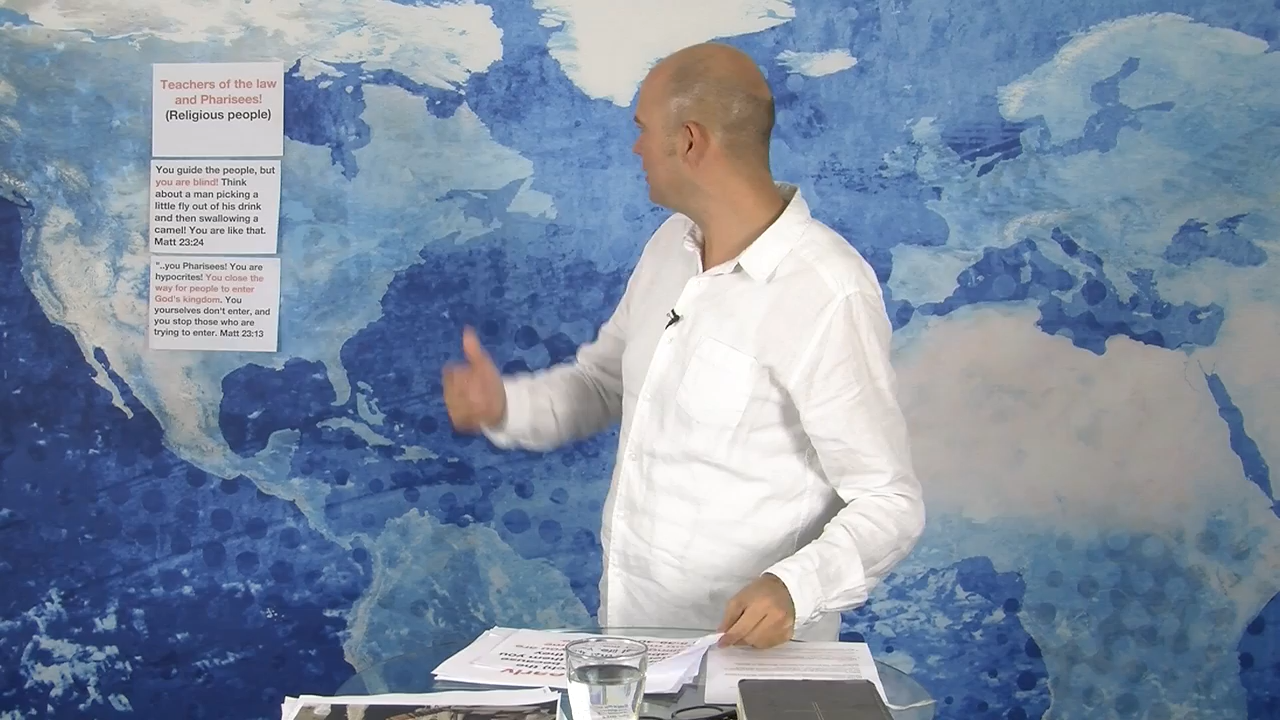 Teachers of the law
and Pharisees!
(Religious people)
You guide the people, but
you are blind! Think
about a man picking a
little fly out of his drink
and then swallowing a
camel! You are like that.
Matt 23:24
"..you Pharisees! You are
hypocrites! You close the
way for people to enter
God's kingdom. You
yourselves don't enter, and
you stop those who are
trying to enter. Matt 23:13